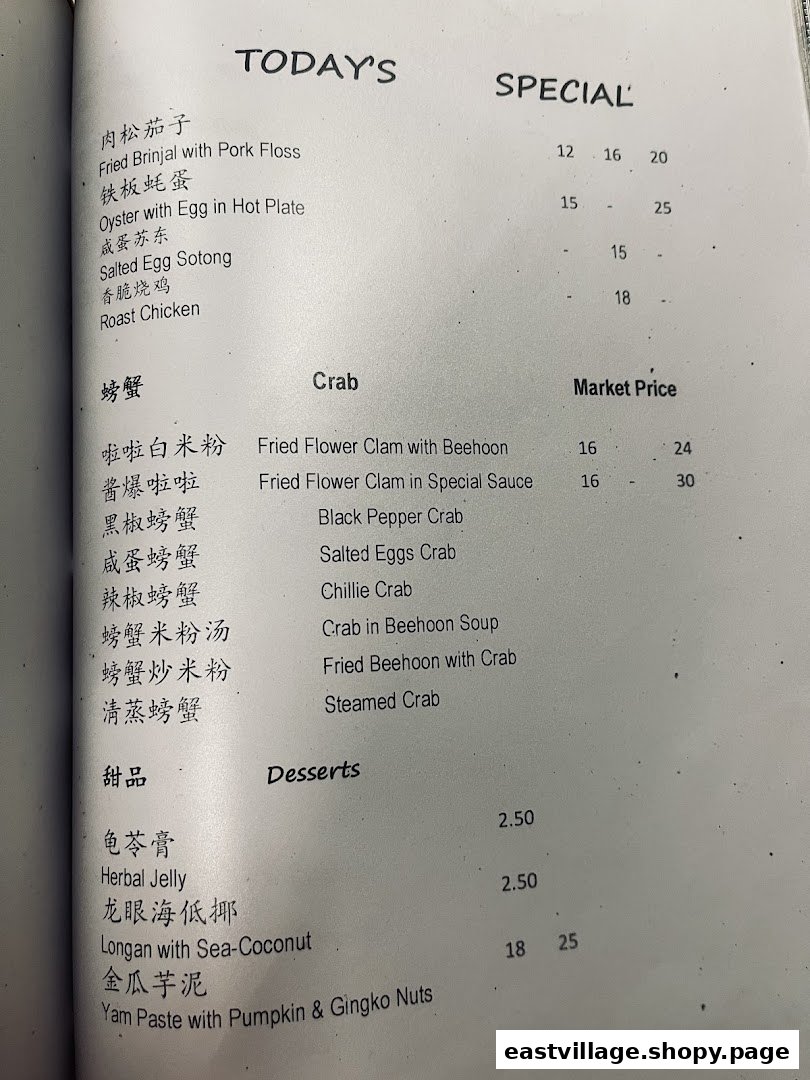 TODAY'S SPECIAL
肉松茄子
Fried Brinjal with Pork Floss 12 16 20
铁板蚝蛋
Oyster with Egg in Hot Plate 15 - 25
咸蛋苏东
Salted Egg Sotong - 15 -
香脆烧鸡
Roast Chicken - 18 -
螃蟹 Crab Market Price
啦啦白米粉 Fried Flower Clam with Beehoon 16 24
酱爆啦啦 Fried Flower Clam in Special Sauce 16 - 30
黑椒螃蟹 Black Pepper Crab
咸蛋螃蟹 Salted Eggs Crab
辣椒螃蟹 Chillie Crab
螃蟹米粉汤 Crab in Beehoon Soup
螃蟹炒米粉 Fried Beehoon with Crab
清蒸螃蟹 Steamed Crab
甜品 Desserts
龟苓膏 2.50
Herbal Jelly
龙眼海低椰 2.50
Longan with Sea-Coconut
金瓜芋泥 18 25
Yam Paste with Pumpkin & Gingko Nuts
eastvillage.shopy.page